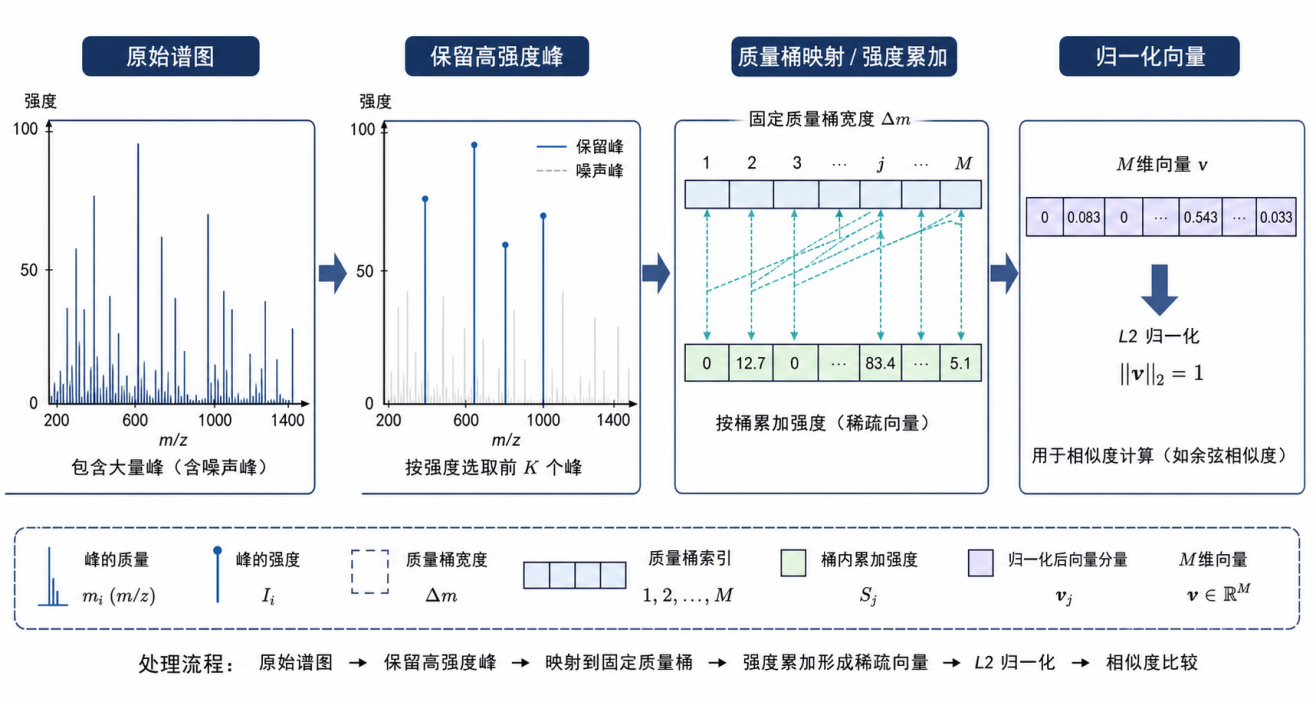 原始谱图
保留高强度峰
质量桶映射 / 强度累加
归一化向量
强度
100
50
0
200 600 1000 1400
m/z
包含大量峰（含噪声峰）
强度
100
50
0
200 600 1000 1400
m/z
保留峰
噪声峰
按强度选取前 K 个峰
固定质量桶宽度 Δm
1 2 3 ··· j ··· M
0 12.7 0 ··· 83.4 ··· 5.1
按桶累加强度（稀疏向量）
M维向量 v
0 0.083 0 ··· 0.543 ··· 0.033
L2 归一化
||v||₂ = 1
用于相似度计算（如余弦相似度）
峰的质量
mᵢ (m/z)
峰的强度
Iᵢ
质量桶宽度
Δm
质量桶索引
1, 2, ..., M
桶内累加强度
Sⱼ
归一化后向量分量
vⱼ
M维向量
v ∈ ℝᴹ
处理流程： 原始谱图 → 保留高强度峰 → 映射到固定质量桶 → 强度累加形成稀疏向量 → L2 归一化 → 相似度比较